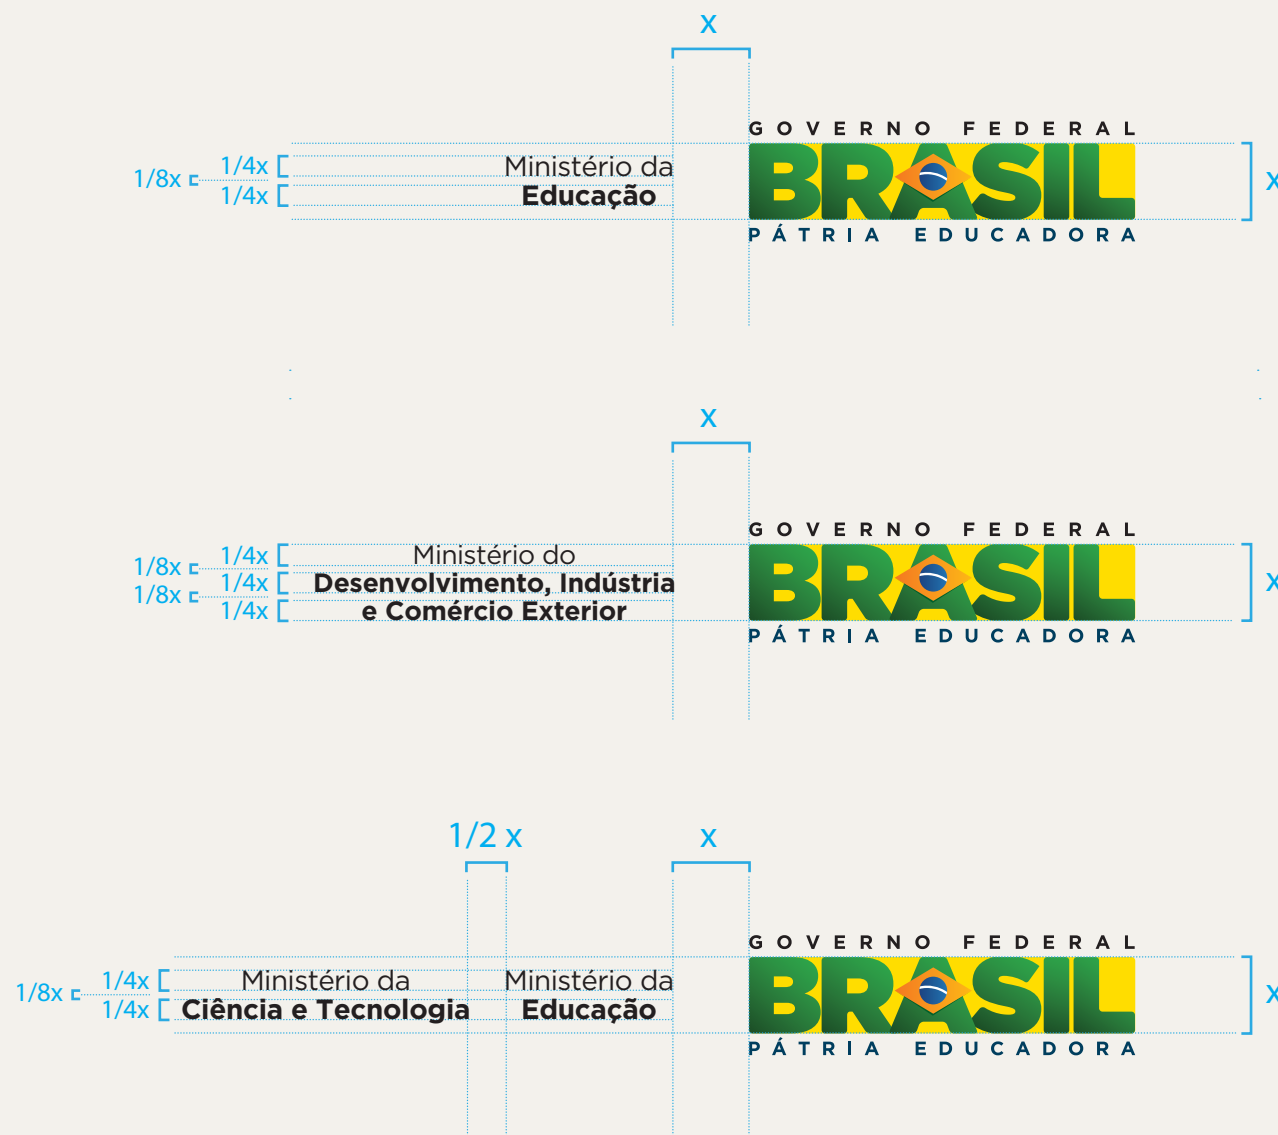 x
GOVERNO FEDERAL
1/4x
Ministério da
BRASIL
x
1/8x
1/4x
Educação
PÁTRIA EDUCADORA
x
GOVERNO FEDERAL
1/4x
Ministério do
BRASIL
x
1/8x
1/4x
Desenvolvimento, Indústria
1/8x
1/4x
e Comércio Exterior
PÁTRIA EDUCADORA
1/2 x
x
GOVERNO FEDERAL
1/4x
Ministério da
Ministério da
BRASIL
x
1/8x
1/4x
Ciência e Tecnologia
Educação
PÁTRIA EDUCADORA